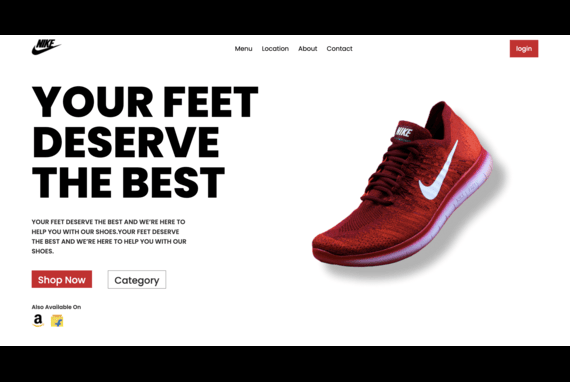 NIKE
Menu Location About Contact
login
YOUR FEET
DESERVE
THE BEST
YOUR FEET DESERVE THE BEST AND WE'RE HERE TO
HELP YOU WITH OUR SHOES.YOUR FEET DESERVE
THE BEST AND WE'RE HERE TO HELP YOU WITH OUR
SHOES.
Shop Now
Category
Also Available On
a
f
NIKE